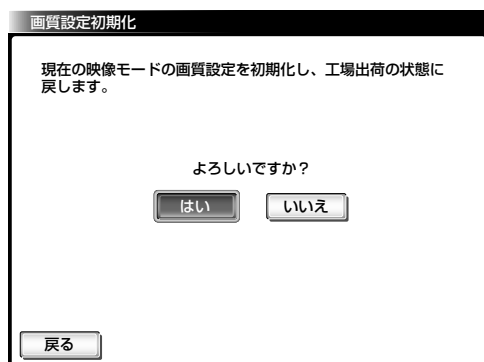 画質設定初期化
現在の映像モードの画質設定を初期化し、工場出荷の状態に
戻します。
よろしいですか？
はい いいえ
戻る